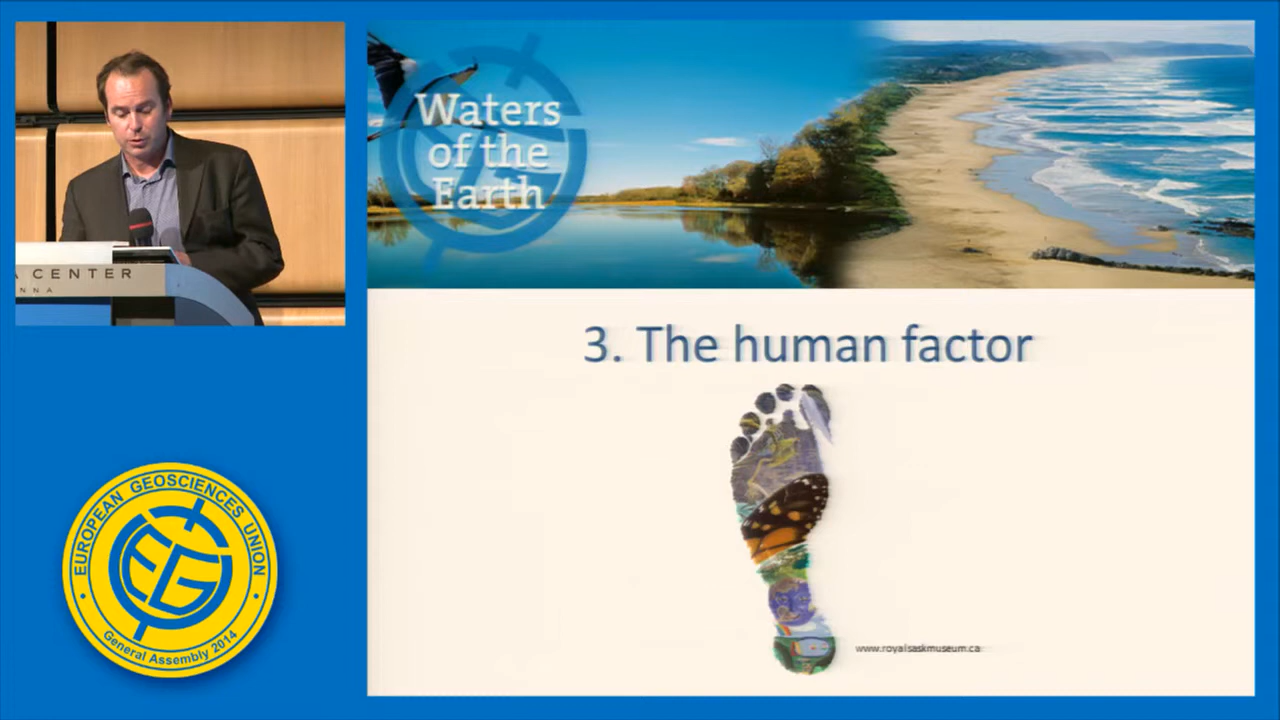 A CENTER
NNA
Waters
of the
Earth
3. The human factor
www.royalsaskmuseum.ca
EUROPEAN GEOSCIENCES UNION
EGU
General Assembly 2014